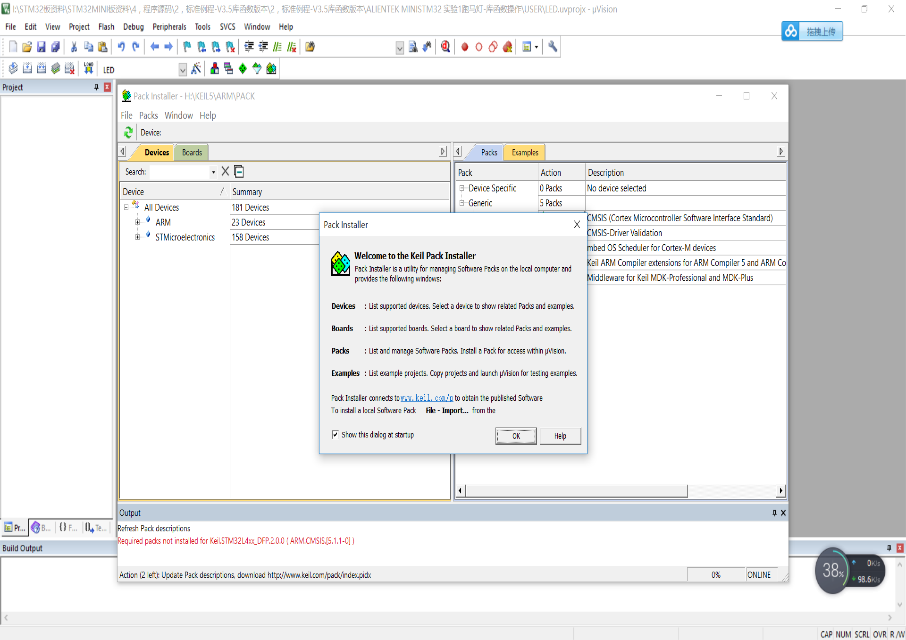 I:\STM32板资料\STM32MINI板资料\4，程序源码\2，标准例程-V3.5库函数版本\2，标准例程-V3.5库函数版本\ALIENTEK MINISTM32 实验1跑马灯-库函数操作\USER\LED.uvprojx - µVision
File Edit View Project Flash Debug Peripherals Tools SVCS Window Help
拖拽上传
LED
Project
Pack Installer - H:\KEIL5\ARM\PACK
File Packs Window Help
Device:
Devices Boards
Packs Examples
Search:
Device / Summary
Pack Action Description
All Devices 181 Devices
ARM 23 Devices
STMicroelectronics 158 Devices
Device Specific 0 Packs No device selected
Generic 5 Packs
CMSIS (Cortex Microcontroller Software Interface Standard)
CMSIS-Driver Validation
mbed OS Scheduler for Cortex-M devices
Keil ARM Compiler extensions for ARM Compiler 5 and ARM Co
Middleware for Keil MDK-Professional and MDK-Plus
Pack Installer
Welcome to the Keil Pack Installer
Pack Installer is a utility for managing Software Packs on the local computer and
provides the following windows:
Devices : List supported devices. Select a device to show related Packs and examples.
Boards : List supported boards. Select a board to show related Packs and examples.
Packs : List and manage Software Packs. Install a Pack for access within µVision.
Examples : List example projects. Copy projects and launch µVision for testing examples.
Pack Installer connects to www.keil.com/p to obtain the published Software
To install a local Software Pack File - Import... from the
Show this dialog at startup
OK Help
Output
Refresh Pack descriptions
Required packs not installed for Keil.STM32L4xx_DFP.2.0.0 ( ARM.CMSIS.[5.1.1-0] )
Action (2 left): Update Pack descriptions, download http://www.keil.com/pack/index.pidx
0% ONLINE
Pr... B... {} F... Te...
Build Output
38%
0K/s
98.6K/s
CAP NUM SCRL OVR R/W